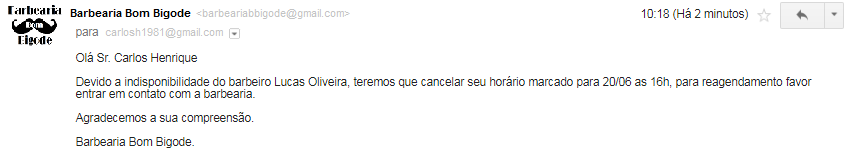 Barbearia
Bom
Bigode
Barbearia Bom Bigode <barbeariabbigode@gmail.com> 10:18 (Há 2 minutos)
para carlosh1981@gmail.com
Olá Sr. Carlos Henrique
Devido a indisponibilidade do barbeiro Lucas Oliveira, teremos que cancelar seu horário marcado para 20/06 as 16h, para reagendamento favor
entrar em contato com a barbearia.
Agradecemos a sua compreensão.
Barbearia Bom Bigode.